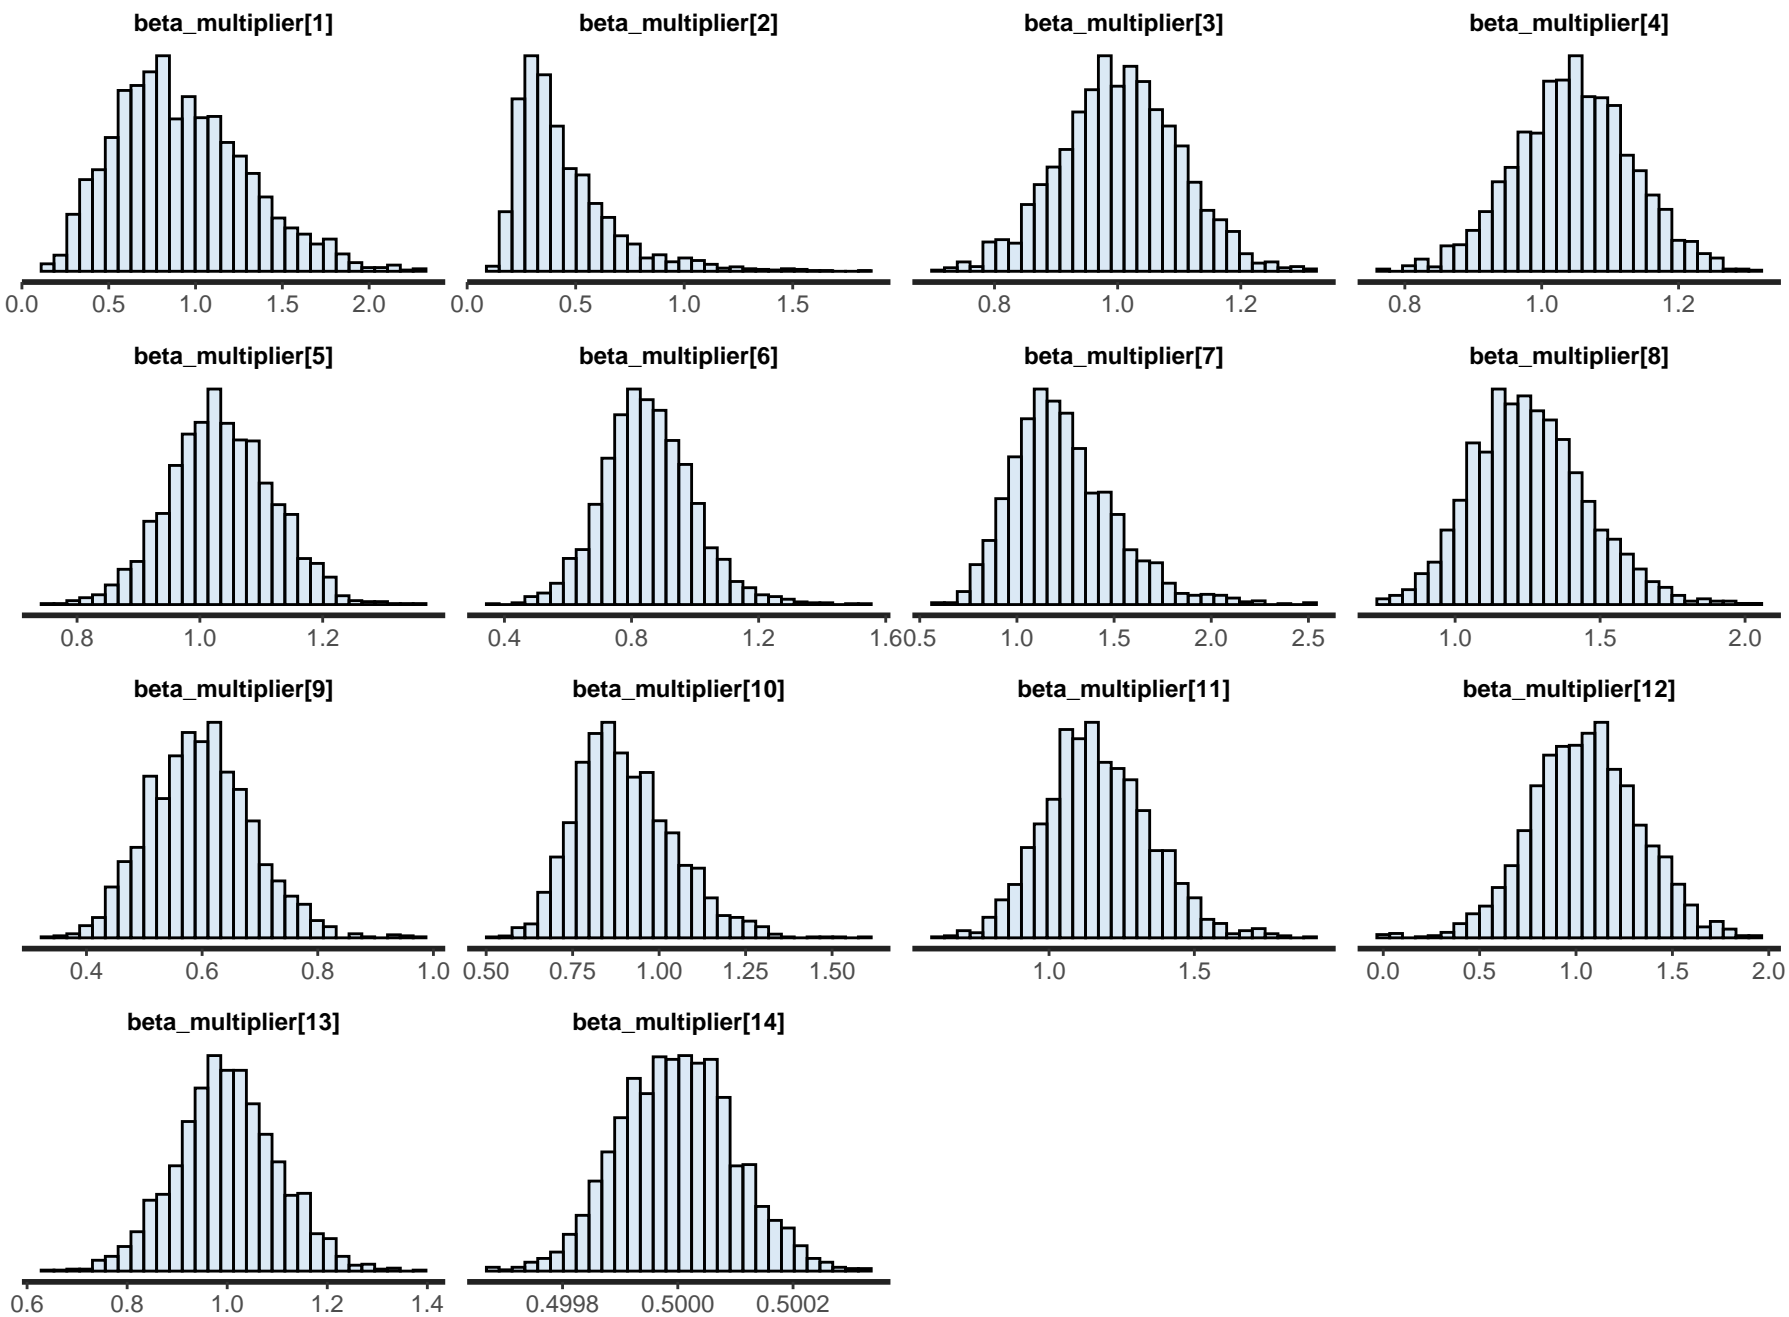 beta_multiplier[1] beta_multiplier[2] beta_multiplier[3] beta_multiplier[4]
0.0 0.5 1.0 1.5 2.0 0.0 0.5 1.0 1.5 0.8 1.0 1.2 0.8 1.0 1.2
beta_multiplier[5] beta_multiplier[6] beta_multiplier[7] beta_multiplier[8]
0.8 1.0 1.2 0.4 0.8 1.2 1.6 0.5 1.0 1.5 2.0 2.5 1.0 1.5 2.0
beta_multiplier[9] beta_multiplier[10] beta_multiplier[11] beta_multiplier[12]
0.4 0.6 0.8 1.0 0.50 0.75 1.00 1.25 1.50 1.0 1.5 0.0 0.5 1.0 1.5 2.0
beta_multiplier[13] beta_multiplier[14]
0.6 0.8 1.0 1.2 1.4 0.4998 0.5000 0.5002